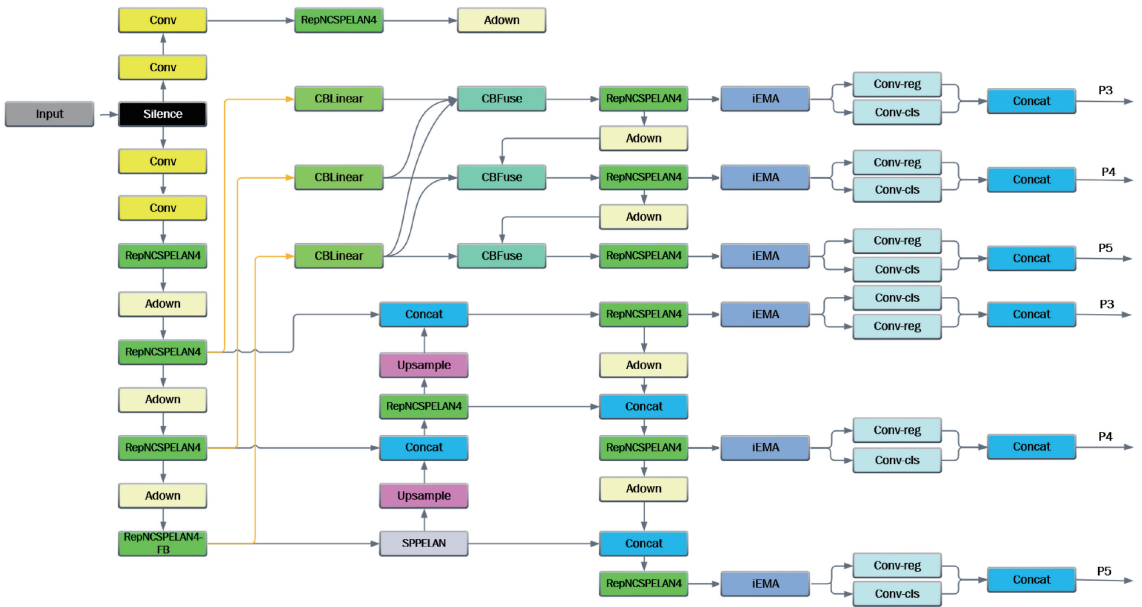 Conv
RepNCSPELAN4
Adown
Conv
Input
Silence
CBLinear
CBFuse
RepNCSPELAN4
iEMA
Conv-reg
Conv-cls
Concat
P3
Adown
Conv
CBLinear
CBFuse
RepNCSPELAN4
iEMA
Conv-reg
Conv-cls
Concat
P4
Conv
Adown
RepNCSPELAN4
CBLinear
CBFuse
RepNCSPELAN4
iEMA
Conv-reg
Conv-cls
Concat
P5
Adown
Concat
RepNCSPELAN4
iEMA
Conv-cls
Conv-reg
Concat
P3
RepNCSPELAN4
Upsample
Adown
Adown
RepNCSPELAN4
Concat
RepNCSPELAN4
Concat
RepNCSPELAN4
iEMA
Conv-reg
Conv-cls
Concat
P4
Adown
Upsample
Adown
RepNCSPELAN4-
FB
SPPELAN
Concat
RepNCSPELAN4
iEMA
Conv-reg
Conv-cls
Concat
P5